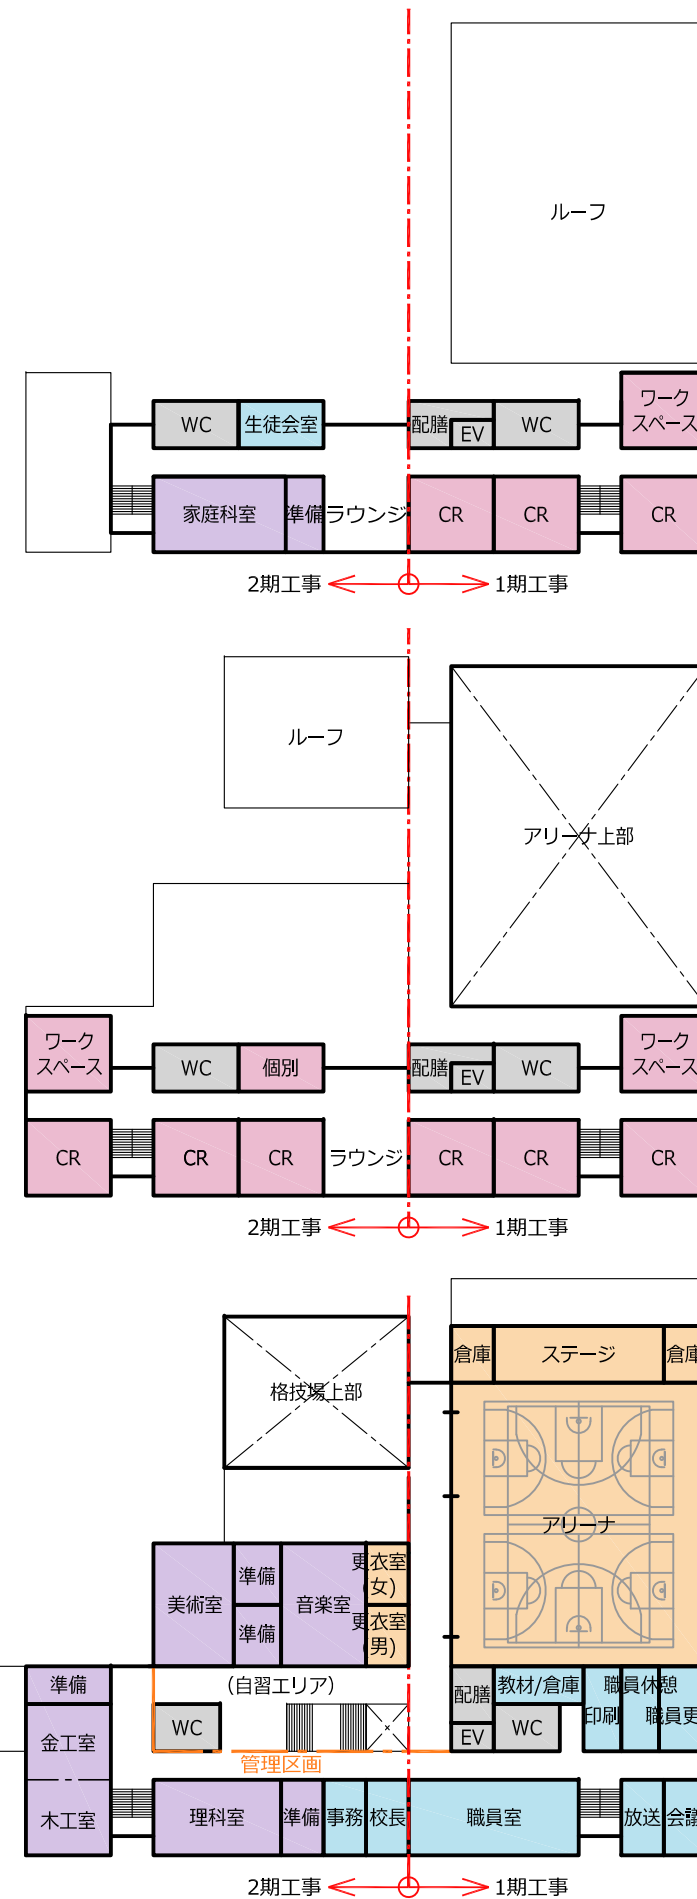 ルーフ
ワーク
スペース
WC
生徒会室
配膳
EV
WC
家庭科室
準備
ラウンジ
CR
CR
CR
2期工事
1期工事
ルーフ
アリーナ上部
ワーク
スペース
WC
個別
配膳
EV
WC
ワーク
スペース
CR
CR
CR
ラウンジ
CR
CR
CR
2期工事
1期工事
倉庫
ステージ
倉庫
格技場上部
アリーナ
美術室
準備
準備
音楽室
更衣室
(女)
更衣室
(男)
準備
(自習エリア)
配膳
教材/倉庫
職員休憩
印刷
職員更
金工室
WC
EV
WC
管理区画
木工室
理科室
準備
事務
校長
職員室
放送
会議
2期工事
1期工事